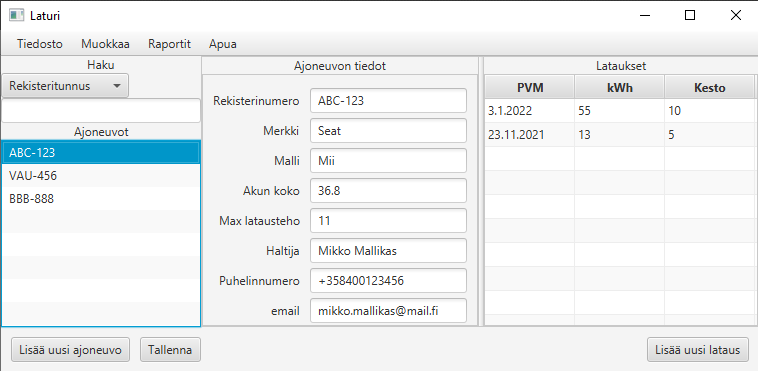 Laturi
Tiedosto Muokkaa Raportit Apua
Haku
Rekisteritunnus
Ajoneuvot
ABC-123
VAU-456
BBB-888
Ajoneuvon tiedot
Rekisterinumero ABC-123
Merkki Seat
Malli Mii
Akun koko 36.8
Max latausteho 11
Haltija Mikko Mallikas
Puhelinnumero +358400123456
email mikko.mallikas@mail.fi
Lataukset
PVM kWh Kesto
3.1.2022 55 10
23.11.2021 13 5
Lisää uusi ajoneuvo Tallenna Lisää uusi lataus